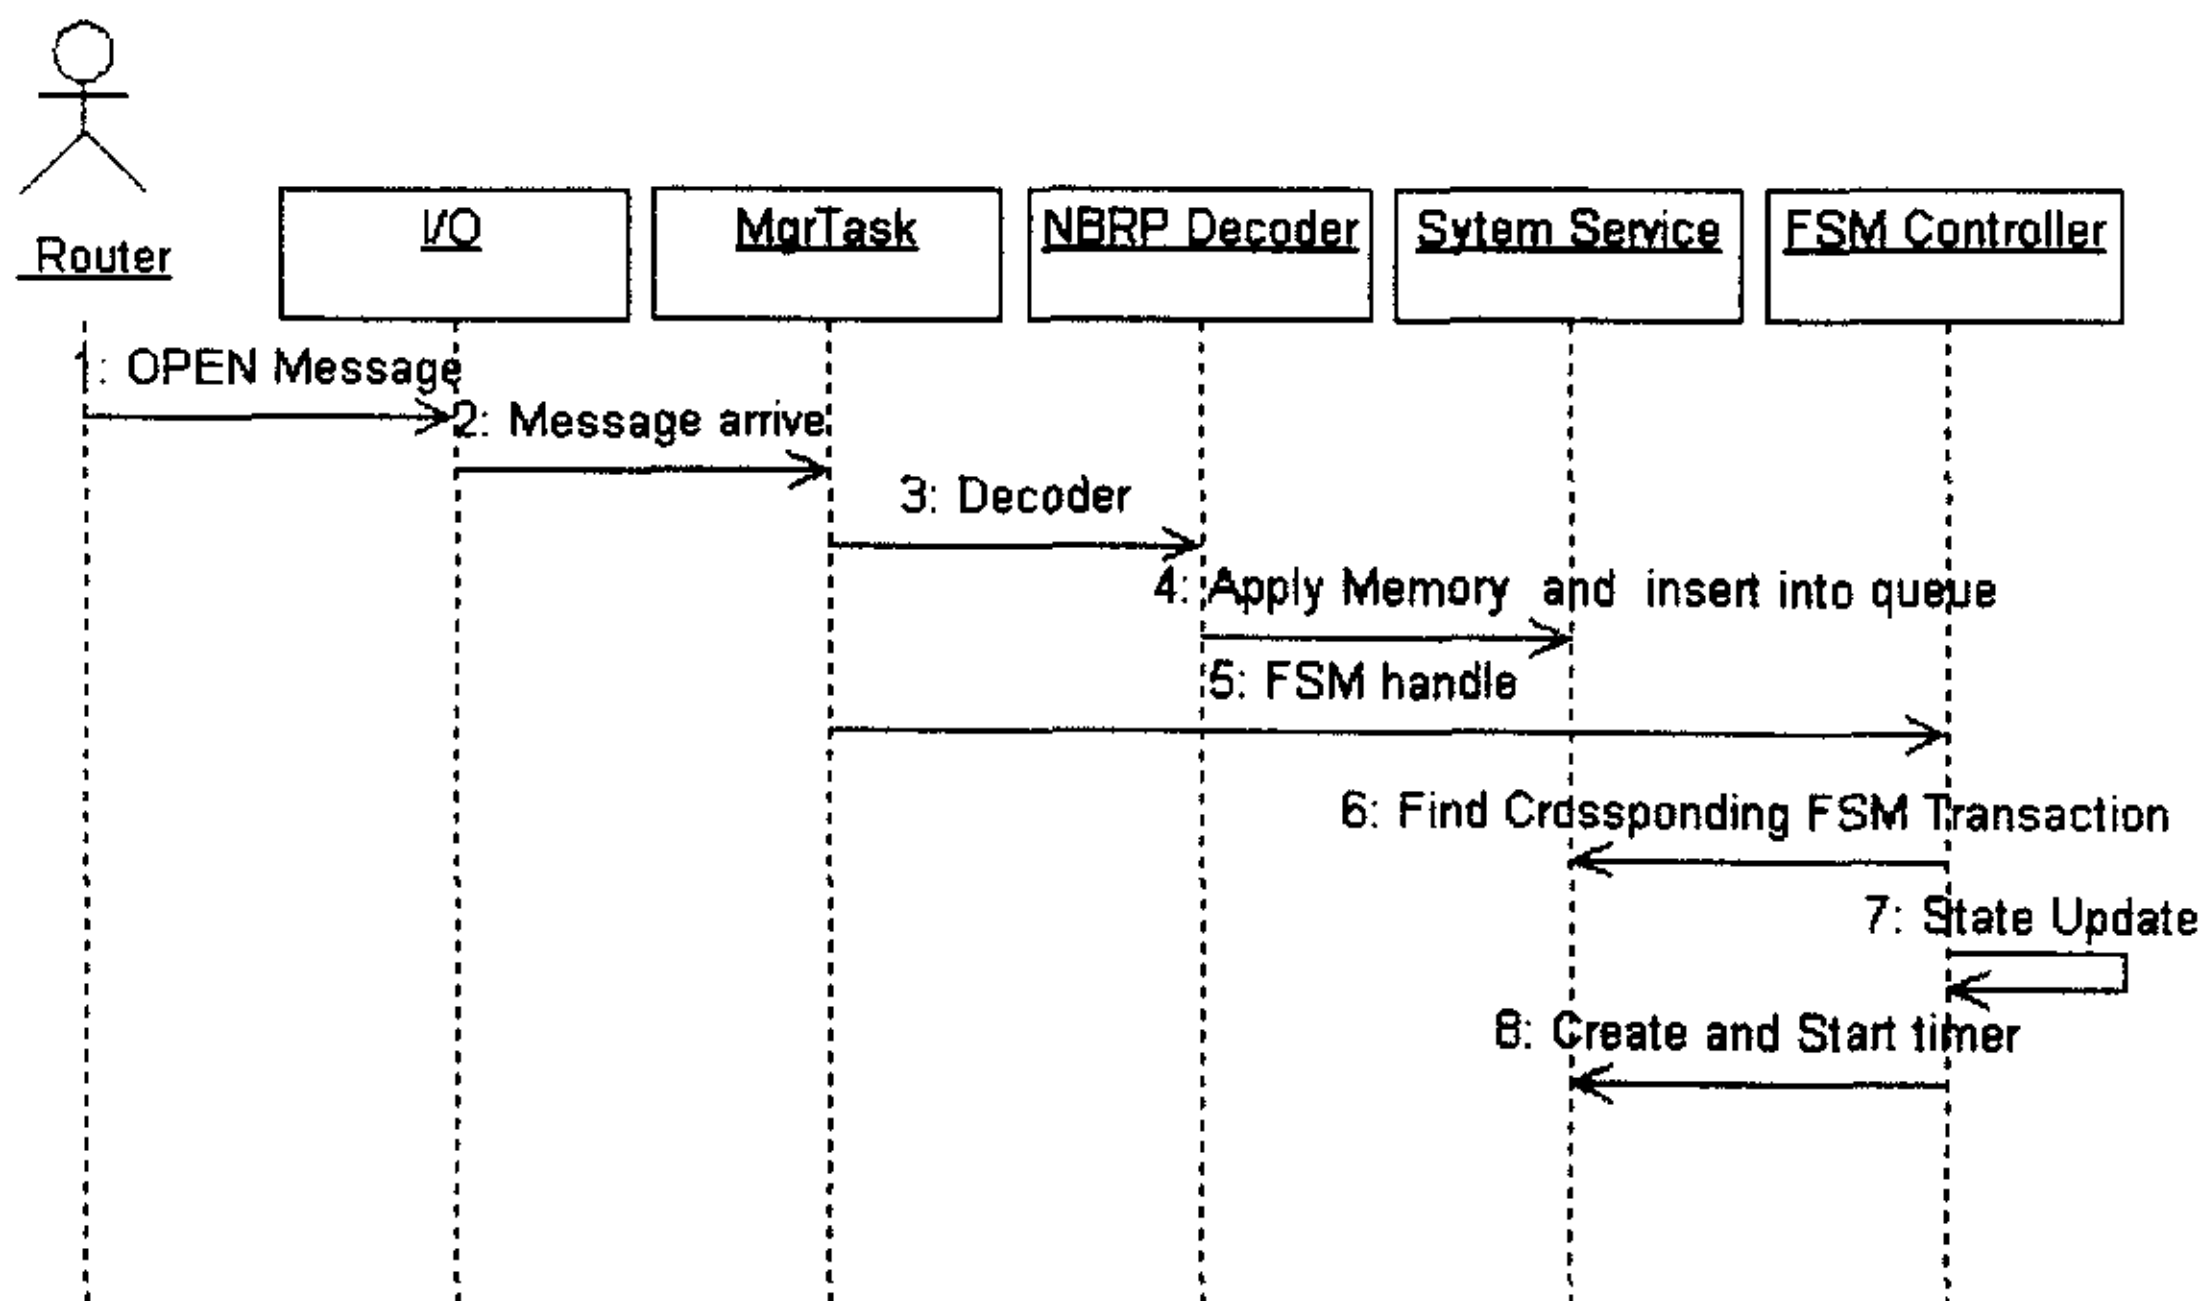 Router
I/O
MgrTask
NBRP Decoder
Sytem Service
FSM Controller
1: OPEN Message
2: Message arrive
3: Decoder
4: Apply Memory and insert into queue
5: FSM handle
6: Find Crossponding FSM Transaction
7: State Update
8: Create and Start timer